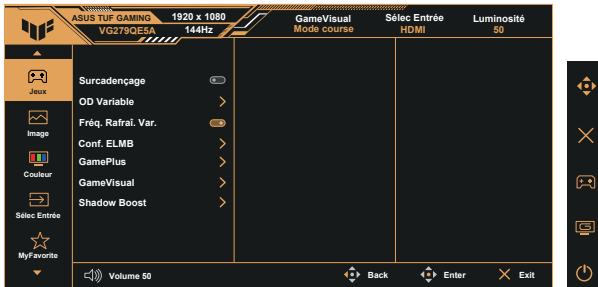 ASUS TUF GAMING 1920 x 1080
VG279QE5A 144Hz
GameVisual Sélec Entrée Luminosité
Mode course HDMI 50
Jeux
Image
Couleur
Sélec Entrée
MyFavorite
Surcadençage
OD Variable
Fréq. Rafraî. Var.
Conf. ELMB
GamePlus
GameVisual
Shadow Boost
Volume 50 Back Enter Exit